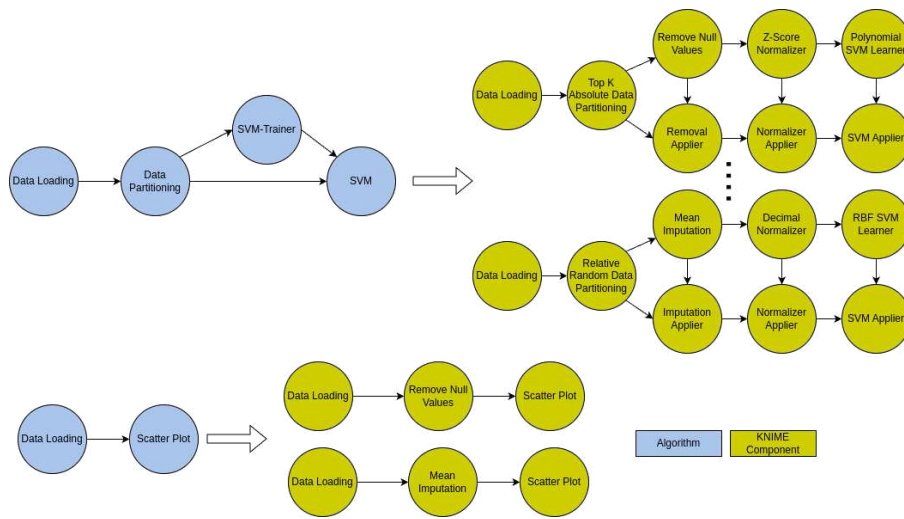 Data Loading
Data
Partitioning
SVM-Trainer
SVM
Data Loading
Top K
Absolute Data
Partitioning
Remove Null
Values
Z-Score
Normalizer
Polynomial
SVM Learner
Removal
Applier
Normalizer
Applier
SVM Applier
Data Loading
Relative
Random Data
Partitioning
Mean
Imputation
Decimal
Normalizer
RBF SVM
Learner
Imputation
Applier
Normalizer
Applier
SVM Applier
Data Loading
Scatter Plot
Data Loading
Remove Null
Values
Scatter Plot
Data Loading
Mean
Imputation
Scatter Plot
Algorithm
KNIME
Component